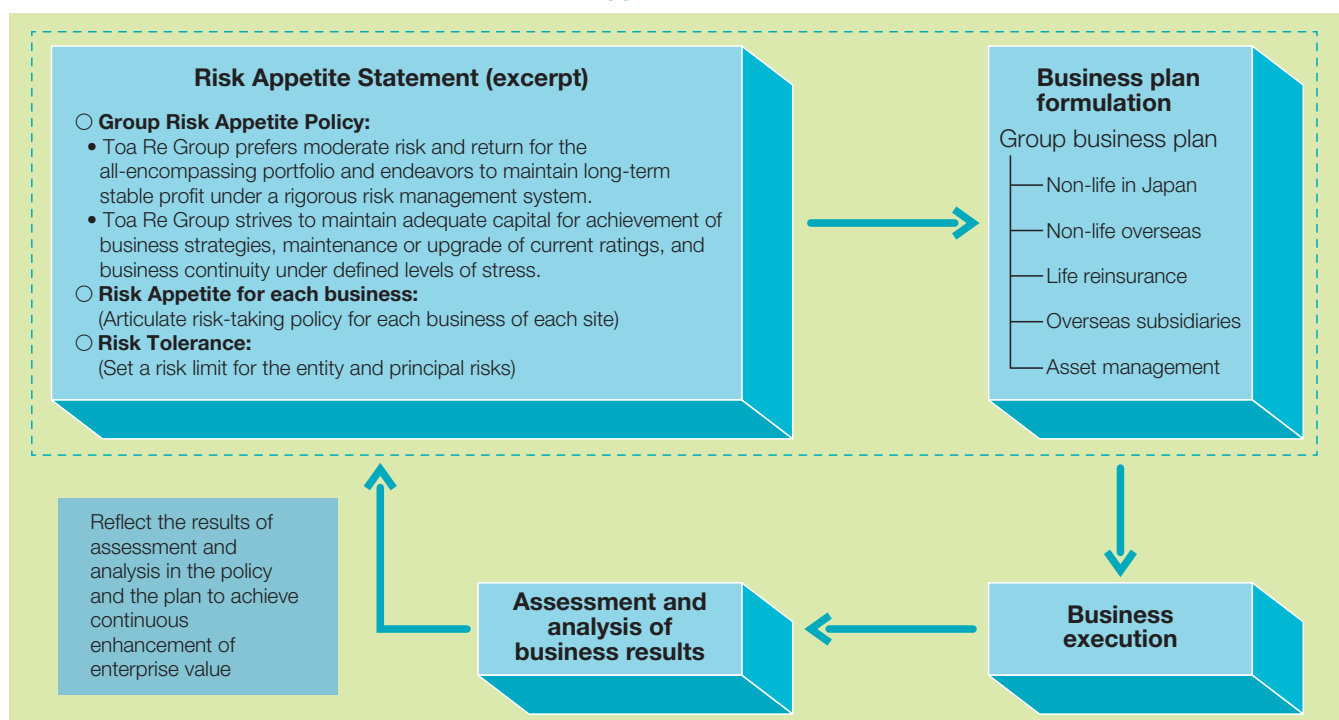 Risk Appetite Statement (excerpt)
○ Group Risk Appetite Policy:
• Toa Re Group prefers moderate risk and return for the
all-encompassing portfolio and endeavors to maintain long-term
stable profit under a rigorous risk management system.
• Toa Re Group strives to maintain adequate capital for achievement of
business strategies, maintenance or upgrade of current ratings, and
business continuity under defined levels of stress.
○ Risk Appetite for each business:
(Articulate risk-taking policy for each business of each site)
○ Risk Tolerance:
(Set a risk limit for the entity and principal risks)
Business plan
formulation
Group business plan
Non-life in Japan
Non-life overseas
Life reinsurance
Overseas subsidiaries
Asset management
Reflect the results of
assessment and
analysis in the policy
and the plan to achieve
continuous
enhancement of
enterprise value
Assessment and
analysis of
business results
Business
execution